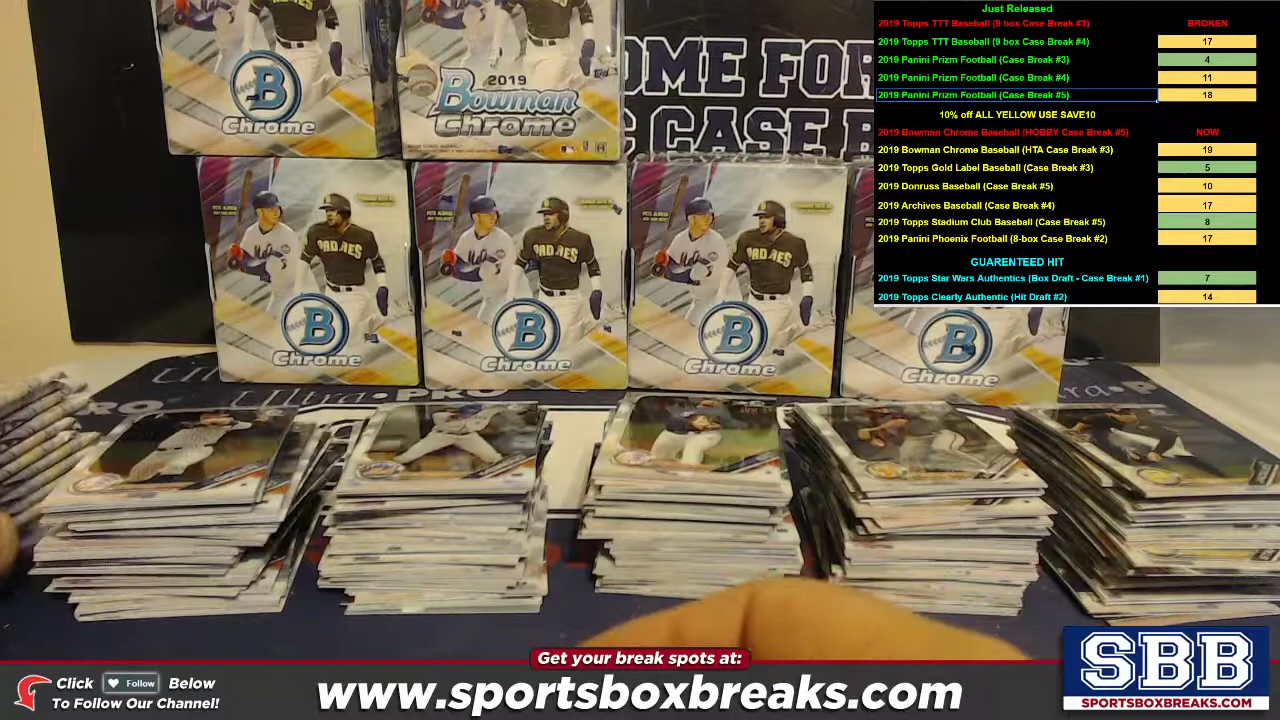 Just Released
2019 Topps TTT Baseball (9 box Case Break #3) BROKEN
2019 Topps TTT Baseball (9 box Case Break #4) 17
2019 Panini Prizm Football (Case Break #3) 4
2019 Panini Prizm Football (Case Break #4) 11
2019 Panini Prizm Football (Case Break #5) 18
10% off ALL YELLOW USE SAVE10
2019 Bowman Chrome Baseball (HOBBY Case Break #5) NOW
2019 Bowman Chrome Baseball (HTA Case Break #3) 19
2019 Topps Gold Label Baseball (Case Break #3) 5
2019 Donruss Baseball (Case Break #5) 10
2019 Archives Baseball (Case Break #4) 17
2019 Topps Stadium Club Baseball (Case Break #5) 8
2019 Panini Phoenix Football (8-box Case Break #2) 17
GUARENTEED HIT
2019 Topps Star Wars Authentics (Box Draft - Case Break #1) 7
2019 Topps Clearly Authentic (Hit Draft #2) 14
OME FOR
CASE B
B
Chrome
2019
Bowman
Chrome
PADRES
B
Chrome
PADRES
B
Chrome
PADRES
B
Chrome
B
Chrome
Ultra PRO
Get your break spots at:
Click Follow Below
To Follow Our Channel!
www.sportsboxbreaks.com
SBB
SPORTSBOXBREAKS.COM